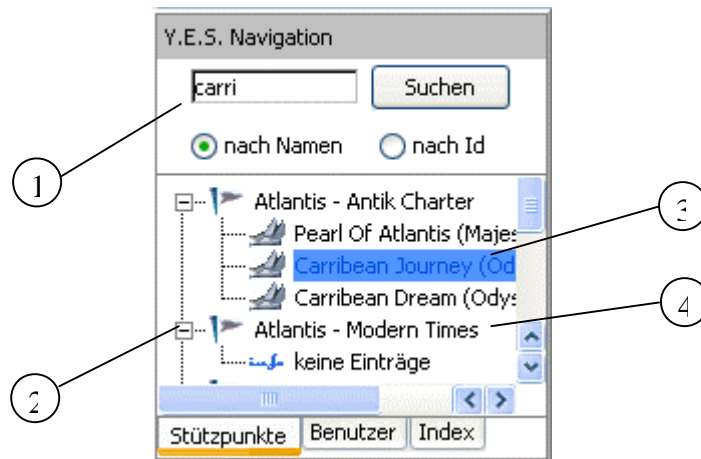 Y.E.S. Navigation
carri Suchen
nach Namen nach Id
1
Atlantis - Antik Charter
3
Pearl Of Atlantis (Majes
Carribean Journey (Od
Carribean Dream (Odys
4
Atlantis - Modern Times
2
keine Einträge
Stützpunkte Benutzer Index